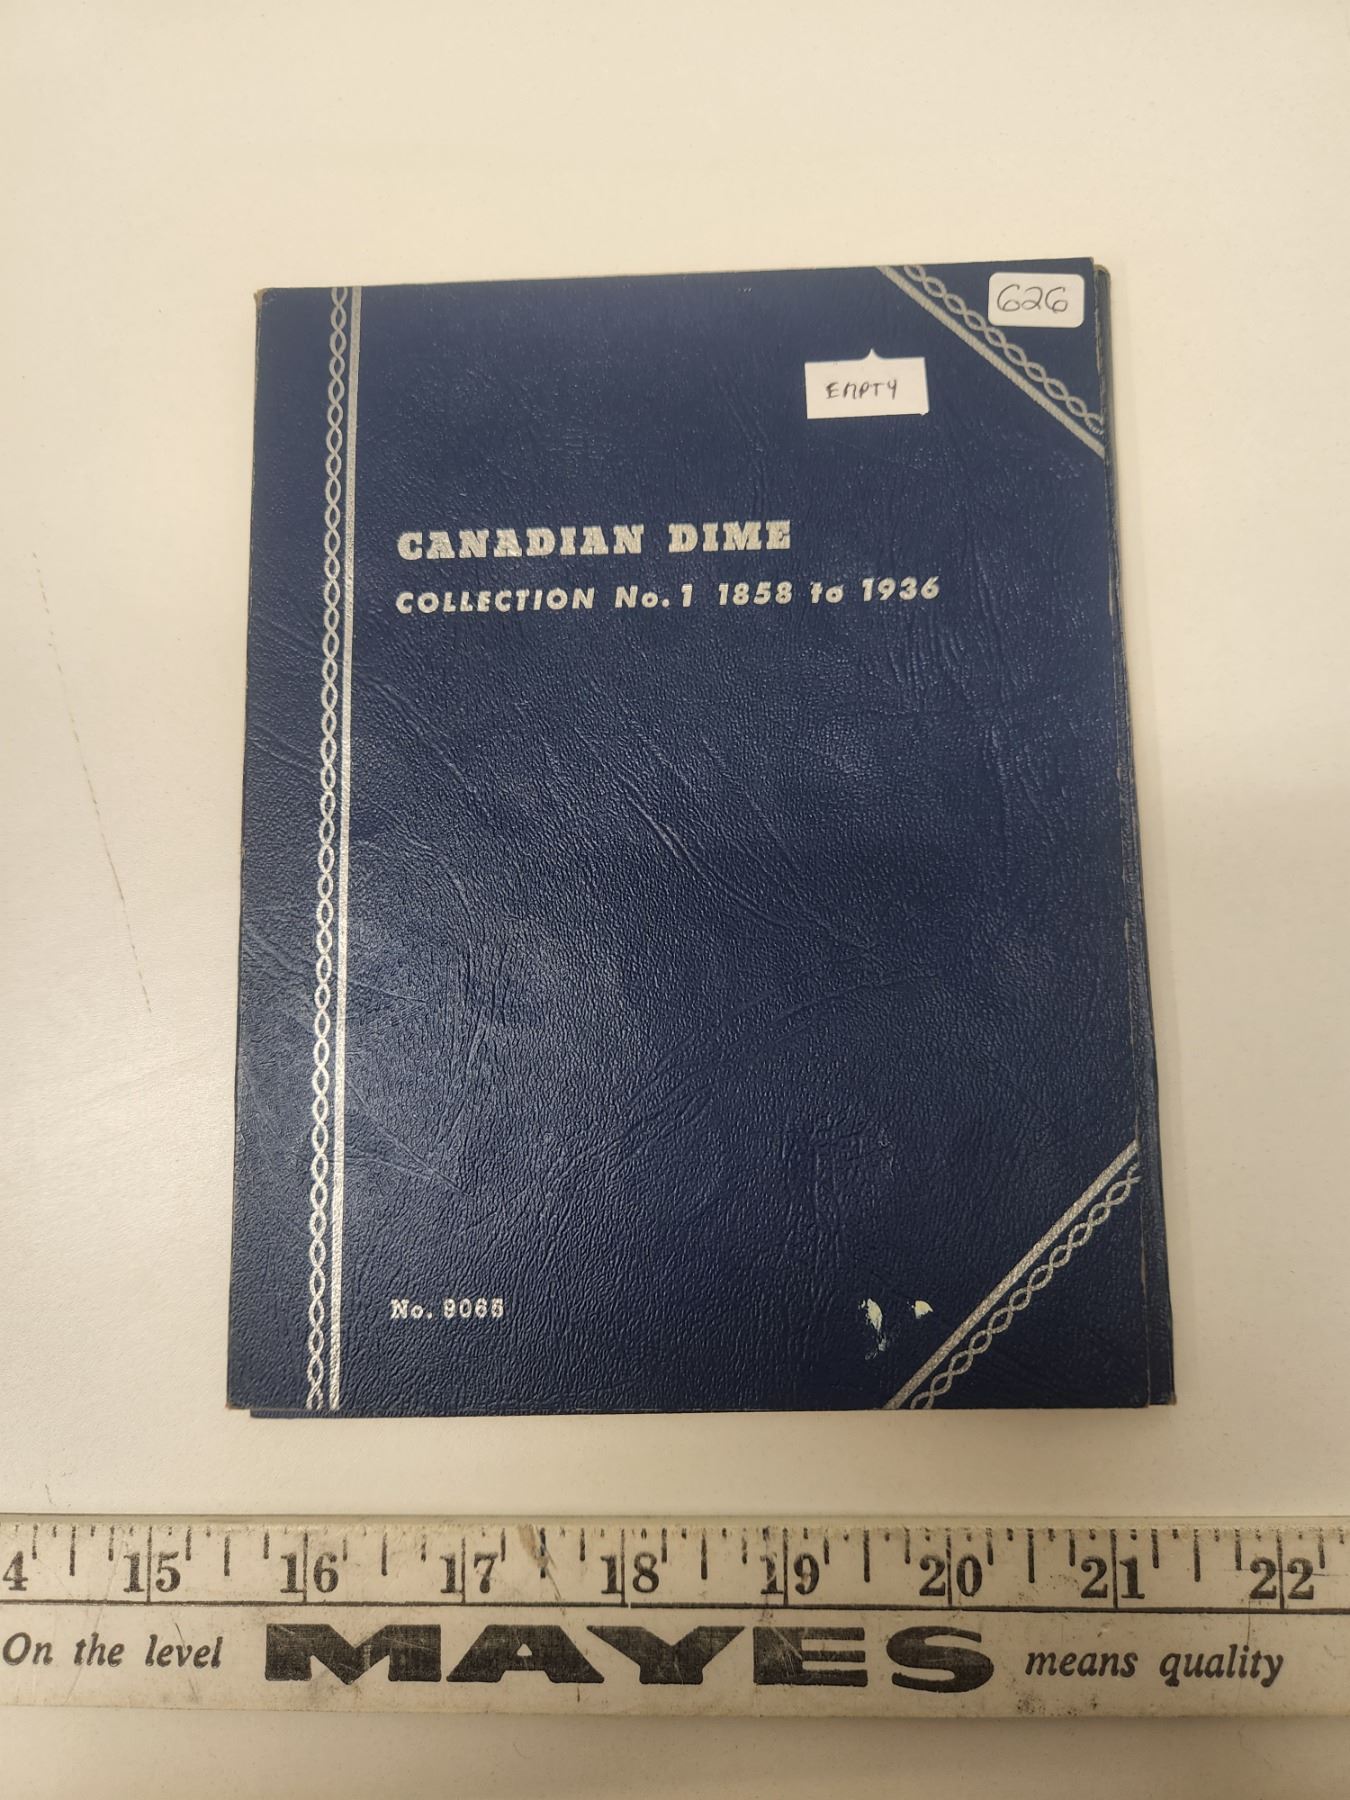 626
EMPTY
CANADIAN DIME
COLLECTION No. 1 1858 to 1936
No. 9065
4 15 16 17 18 19 20 21 22
On the level MAYES means quality